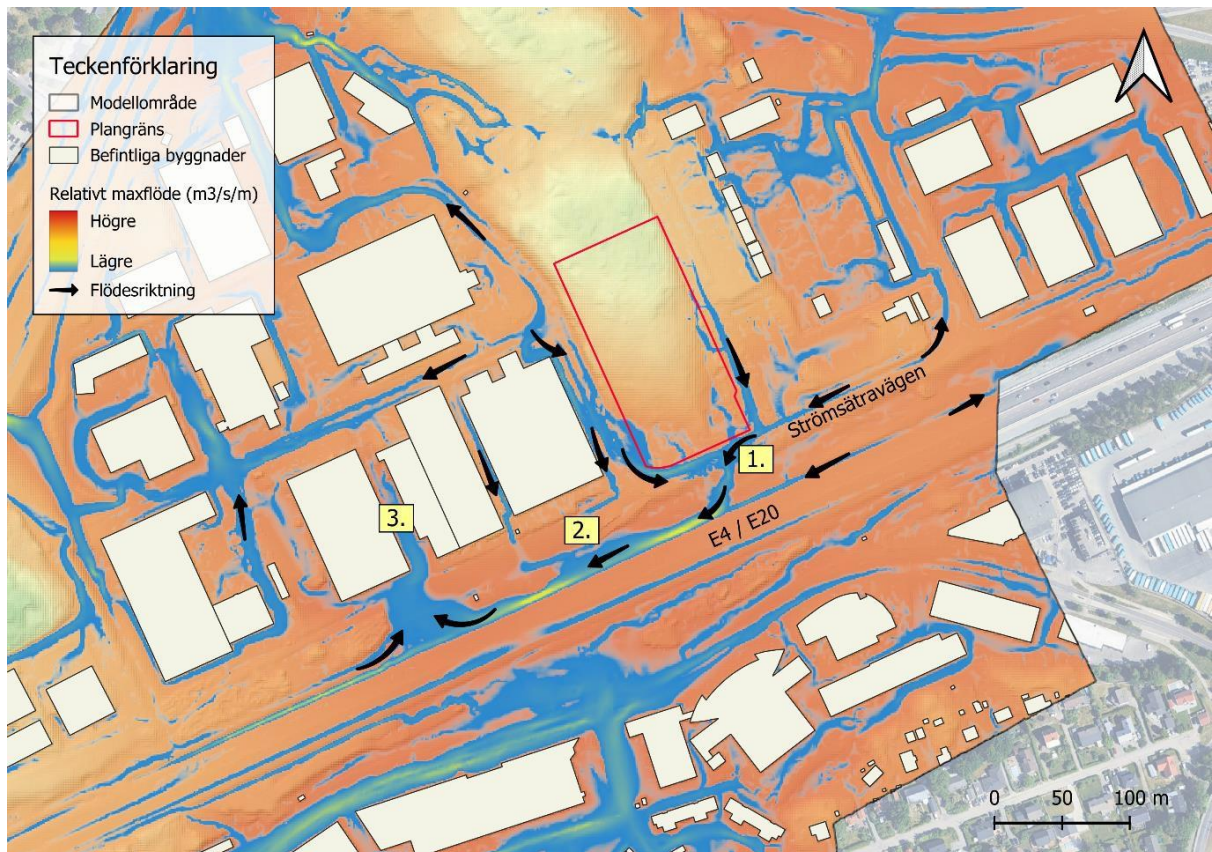 Teckenförklaring
Modellområde
Plangräns
Befintliga byggnader
Relativt maxflöde (m3/s/m)
Högre
Lägre
Flödesriktning
Strömsätravägen
1.
E4 / E20
2.
3.
0 50 100 m